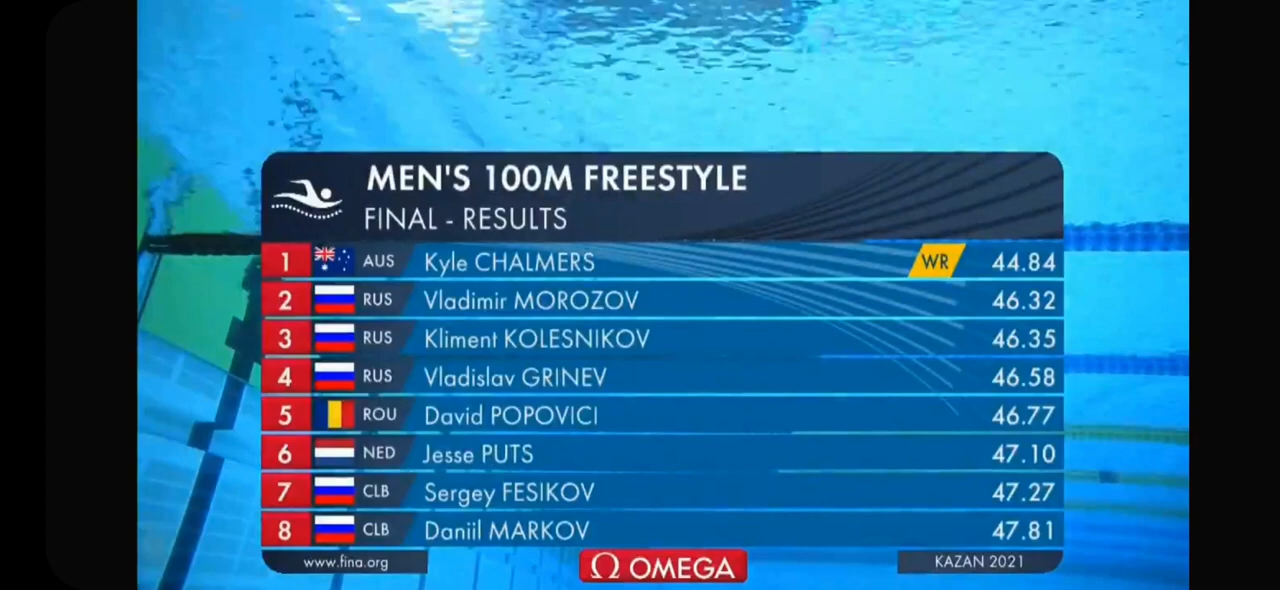 MEN'S 100M FREESTYLE
FINAL - RESULTS
1 AUS Kyle CHALMERS WR 44.84
2 RUS Vladimir MOROZOV 46.32
3 RUS Kliment KOLESNIKOV 46.35
4 RUS Vladislav GRINEV 46.58
5 ROU David POPOVICI 46.77
6 NED Jesse PUTS 47.10
7 CLB Sergey FESIKOV 47.27
8 CLB Daniil MARKOV 47.81
www.fina.org Ω OMEGA KAZAN 2021